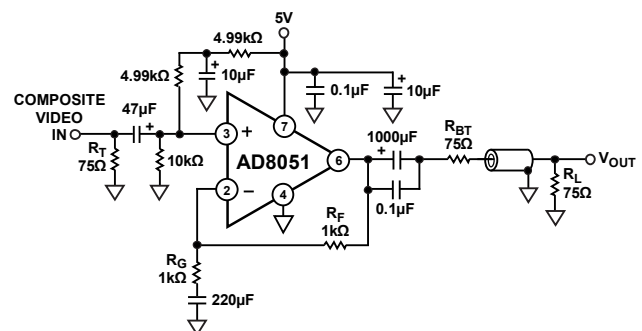 5V
4.99kΩ
4.99kΩ
+
10µF
0.1µF
+
10µF
COMPOSITE
VIDEO
IN
47µF
+
R_T
75Ω
10kΩ
3
+
7
AD8051
6
2
–
4
1000µF
+
0.1µF
R_BT
75Ω
V_OUT
R_L
75Ω
R_F
1kΩ
R_G
1kΩ
220µF